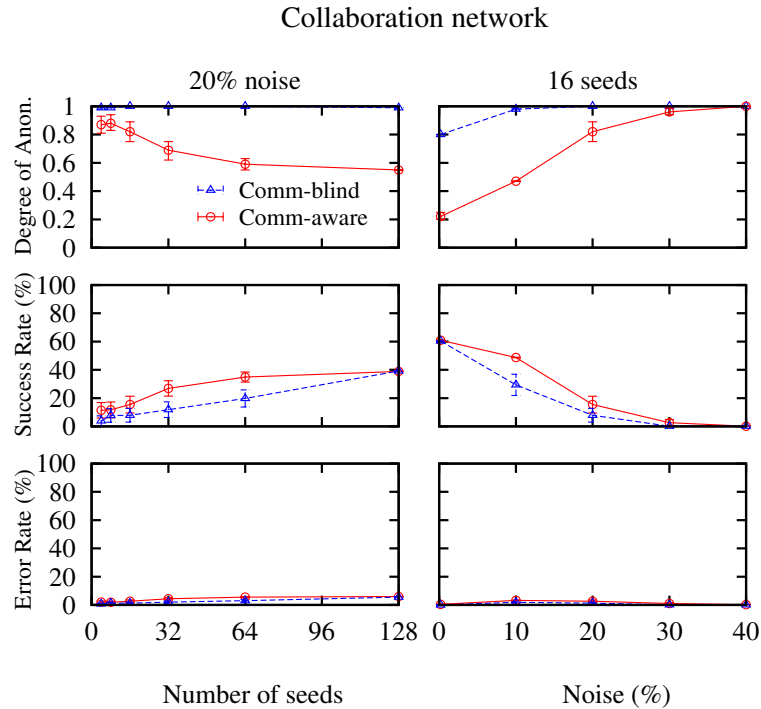 Collaboration network
20% noise
16 seeds
Degree of Anon.
1
0.8
0.6
0.4
0.2
0
Comm-blind
Comm-aware
Success Rate (%)
100
80
60
40
20
0
Error Rate (%)
100
80
60
40
20
0
0 32 64 96 128
0 10 20 30 40
Number of seeds
Noise (%)